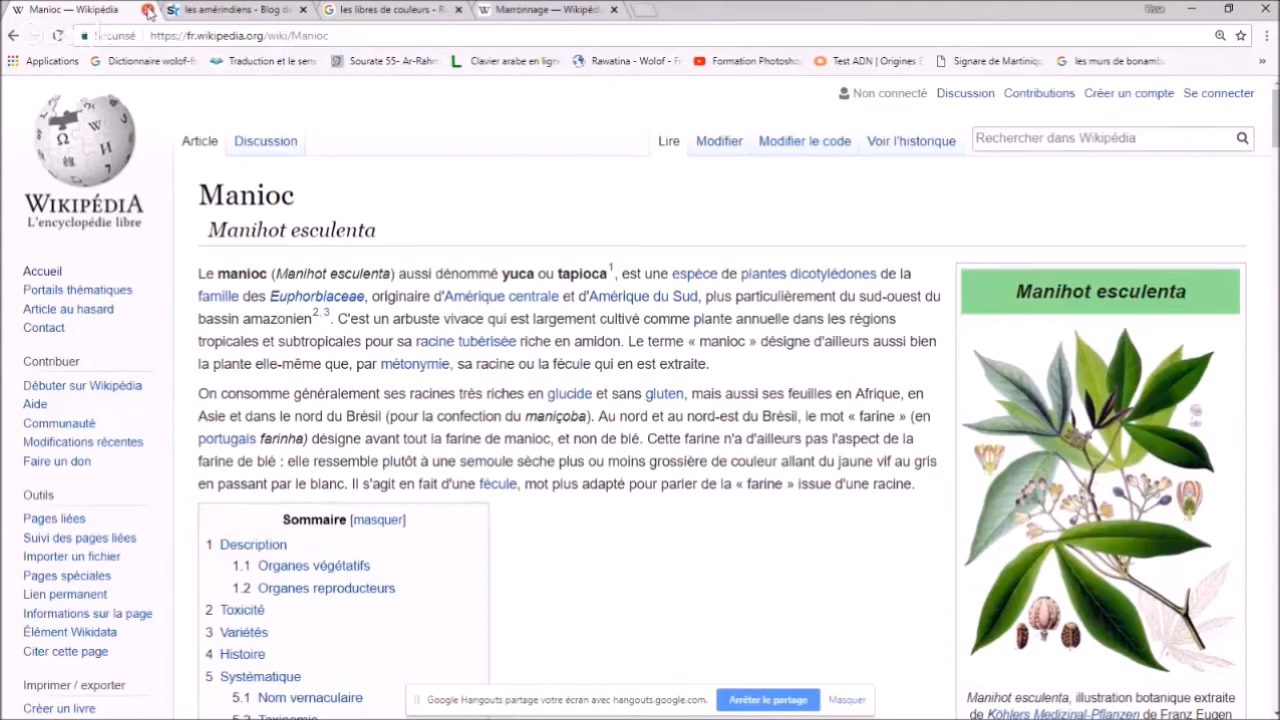 Manioc — Wikipédia
les amérindiens - Blog de
les libres de couleurs - R
Marronnage — Wikipéd
https://fr.wikipedia.org/wiki/Manioc
Applications
Dictionnaire wolof-fr
Traduction et le sens
Sourate 55- Ar-Rahm
Clavier arabe en lign
Rawatina - Wolof - Fr
Formation Photosho
Test ADN | Origines E
Signare de Martiniq
les murs de bonamb
»
Non connecté Discussion Contributions Créer un compte Se connecter
Article Discussion Lire Modifier Modifier le code Voir l'historique
Rechercher dans Wikipédia
WIKIPÉDIA
L'encyclopédie libre
Accueil
Portails thématiques
Article au hasard
Contact
Contribuer
Débuter sur Wikipédia
Aide
Communauté
Modifications récentes
Faire un don
Outils
Pages liées
Suivi des pages liées
Importer un fichier
Pages spéciales
Lien permanent
Informations sur la page
Élément Wikidata
Citer cette page
Imprimer / exporter
Créer un livre
Manioc
Manihot esculenta
Le manioc (Manihot esculenta) aussi dénommé yuca ou tapioca1, est une espèce de plantes dicotylédones de la
famille des Euphorbiaceae, originaire d'Amérique centrale et d'Amérique du Sud, plus particulièrement du sud-ouest du
bassin amazonien2, 3. C'est un arbuste vivace qui est largement cultivé comme plante annuelle dans les régions
tropicales et subtropicales pour sa racine tubérisée riche en amidon. Le terme « manioc » désigne d'ailleurs aussi bien
la plante elle-même que, par métonymie, sa racine ou la fécule qui en est extraite.
On consomme généralement ses racines très riches en glucide et sans gluten, mais aussi ses feuilles en Afrique, en
Asie et dans le nord du Brésil (pour la confection du maniçoba). Au nord et au nord-est du Brésil, le mot « farine » (en
portugais farinha) désigne avant tout la farine de manioc, et non de blé. Cette farine n'a d'ailleurs pas l'aspect de la
farine de blé : elle ressemble plutôt à une semoule sèche plus ou moins grossière de couleur allant du jaune vif au gris
en passant par le blanc. Il s'agit en fait d'une fécule, mot plus adapté pour parler de la « farine » issue d'une racine.
Sommaire [masquer]
1 Description
1.1 Organes végétatifs
1.2 Organes reproducteurs
2 Toxicité
3 Variétés
4 Histoire
5 Systématique
5.1 Nom vernaculaire
Manihot esculenta
Manihot esculenta, illustration botanique extraite
de Köhlers Medizinal-Pflanzen de Franz Eugen
Google Hangouts partage votre écran avec hangouts.google.com.
Arrêter le partage
Masquer